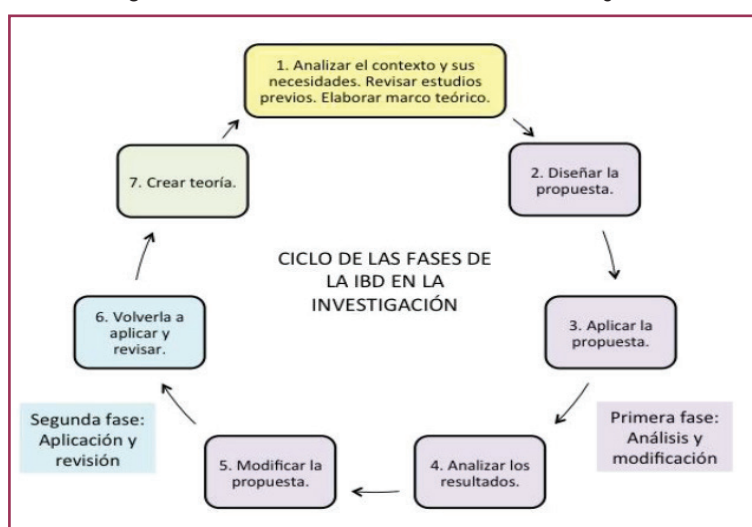 1. Analizar el contexto y sus
necesidades. Revisar estudios
previos. Elaborar marco teórico.
2. Diseñar la
propuesta.
3. Aplicar la
propuesta.
Primera fase:
Análisis y
modificación
4. Analizar los
resultados.
5. Modificar la
propuesta.
Segunda fase:
Aplicación y
revisión
6. Volverla a
aplicar y
revisar.
7. Crear teoría.
CICLO DE LAS FASES DE
LA IBD EN LA
INVESTIGACIÓN